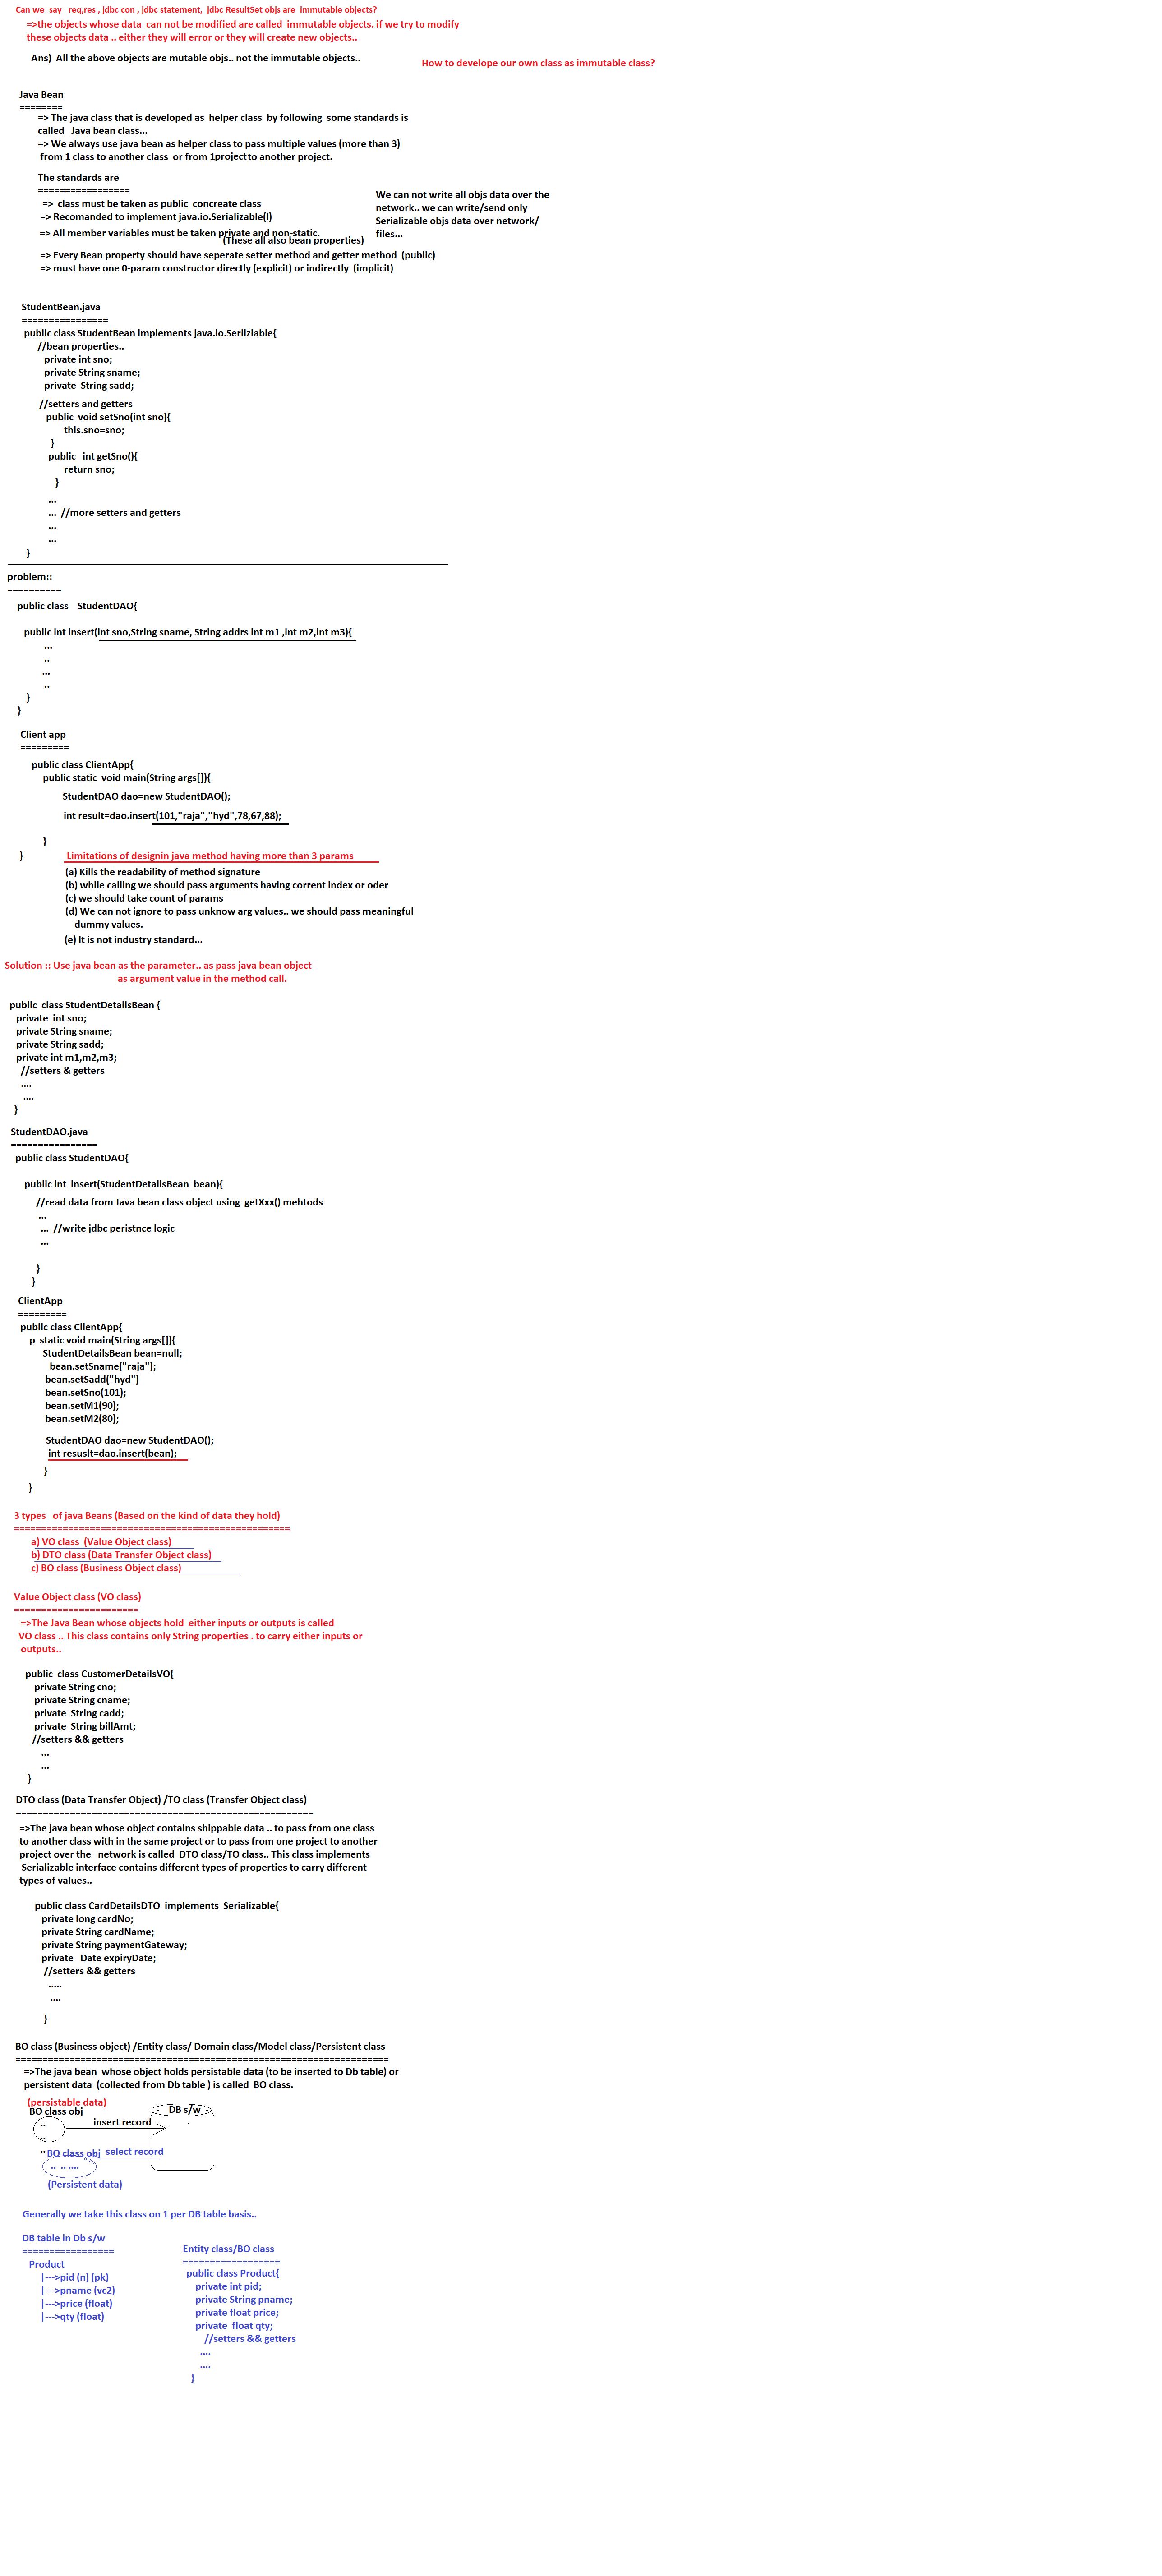 Can we say req,res , jdbc con , jdbc statement, jdbc ResultSet objs are immutable objects?
=>the objects whose data can not be modified are called immutable objects. if we try to modify
these objects data .. either they will error or they will create new objects..
Ans) All the above objects are mutable objs.. not the immutable objects..
How to develope our own class as immutable class?
Java Bean
========
=> The java class that is developed as helper class by following some standards is
called Java bean class...
=> We always use java bean as helper class to pass multiple values (more than 3)
from 1 class to another class or from 1project to another project.
The standards are
=================
=> class must be taken as public concreate class
=> Recomanded to implement java.io.Serializable(I)
=> All member variables must be taken private and non-static.
(These all also bean properties)
=> Every Bean property should have seperate setter method and getter method (public)
=> must have one 0-param constructor directly (explicit) or indirectly (implicit)
We can not write all objs data over the
network.. we can write/send only
Serializable objs data over network/
files...
StudentBean.java
================
public class StudentBean implements java.io.Serilziable{
//bean properties..
private int sno;
private String sname;
private String sadd;
//setters and getters
public void setSno(int sno){
this.sno=sno;
}
public int getSno(){
return sno;
}
...
... //more setters and getters
...
...
}
problem::
==========
public class StudentDAO{
public int insert(int sno,String sname, String addrs int m1 ,int m2,int m3){
...
..
...
..
}
}
Client app
=========
public class ClientApp{
public static void main(String args[]){
StudentDAO dao=new StudentDAO();
int result=dao.insert(101,"raja","hyd",78,67,88);
}
}
Limitations of designin java method having more than 3 params
(a) Kills the readability of method signature
(b) while calling we should pass arguments having corrent index or oder
(c) we should take count of params
(d) We can not ignore to pass unknow arg values.. we should pass meaningful
dummy values.
(e) It is not industry standard...
Solution :: Use java bean as the parameter.. as pass java bean object
as argument value in the method call.
public class StudentDetailsBean {
private int sno;
private String sname;
private String sadd;
private int m1,m2,m3;
//setters & getters
....
....
}
StudentDAO.java
================
public class StudentDAO{
public int insert(StudentDetailsBean bean){
//read data from Java bean class object using getXxx() mehtods
...
... //write jdbc peristnce logic
...
}
}
ClientApp
=========
public class ClientApp{
p static void main(String args[]){
StudentDetailsBean bean=null;
bean.setSname("raja");
bean.setSadd("hyd")
bean.setSno(101);
bean.setM1(90);
bean.setM2(80);
StudentDAO dao=new StudentDAO();
int resuslt=dao.insert(bean);
}
}
3 types of java Beans (Based on the kind of data they hold)
===================================================
a) VO class (Value Object class)
b) DTO class (Data Transfer Object class)
c) BO class (Business Object class)
Value Object class (VO class)
=======================
=>The Java Bean whose objects hold either inputs or outputs is called
VO class .. This class contains only String properties . to carry either inputs or
outputs..
public class CustomerDetailsVO{
private String cno;
private String cname;
private String cadd;
private String billAmt;
//setters && getters
...
...
}
DTO class (Data Transfer Object) /TO class (Transfer Object class)
=======================================================
=>The java bean whose object contains shippable data .. to pass from one class
to another class with in the same project or to pass from one project to another
project over the network is called DTO class/TO class.. This class implements
Serializable interface contains different types of properties to carry different
types of values..
public class CardDetailsDTO implements Serializable{
private long cardNo;
private String cardName;
private String paymentGateway;
private Date expiryDate;
//setters && getters
.....
....
}
BO class (Business object) /Entity class/ Domain class/Model class/Persistent class
=====================================================================
=>The java bean whose object holds persistable data (to be inserted to Db table) or
persistent data (collected from Db table ) is called BO class.
(persistable data)
BO class obj
..
..
..
insert record
DB s/w
BO class obj select record
.. .. ....
(Persistent data)
Generally we take this class on 1 per DB table basis..
DB table in Db s/w
=================
Product
|--->pid (n) (pk)
|--->pname (vc2)
|--->price (float)
|--->qty (float)
Entity class/BO class
==================
public class Product{
private int pid;
private String pname;
private float price;
private float qty;
//setters && getters
....
....
}